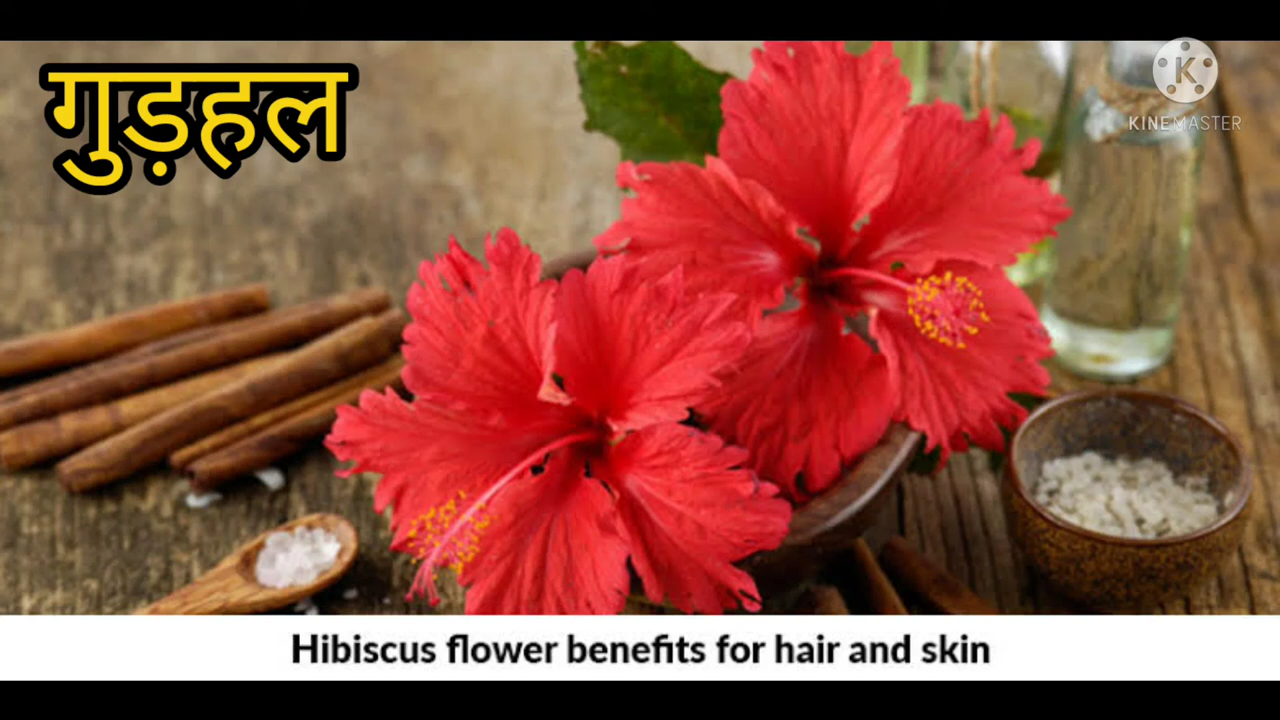 गुड़हल
K
KINEMASTER
Hibiscus flower benefits for hair and skin